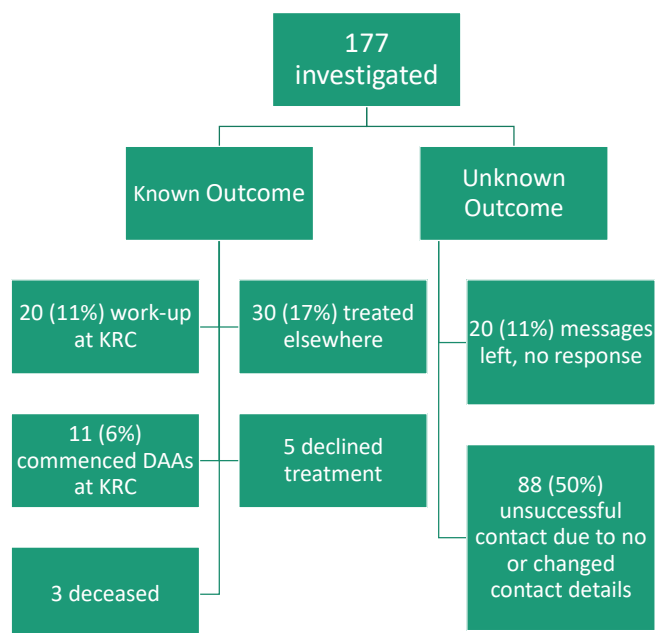 177
investigated
Known Outcome
Unknown
Outcome
20 (11%) work-up
at KRC
30 (17%) treated
elsewhere
20 (11%) messages
left, no response
11 (6%)
commenced DAAs
at KRC
5 declined
treatment
88 (50%)
unsuccessful
contact due to no
or changed
contact details
3 deceased